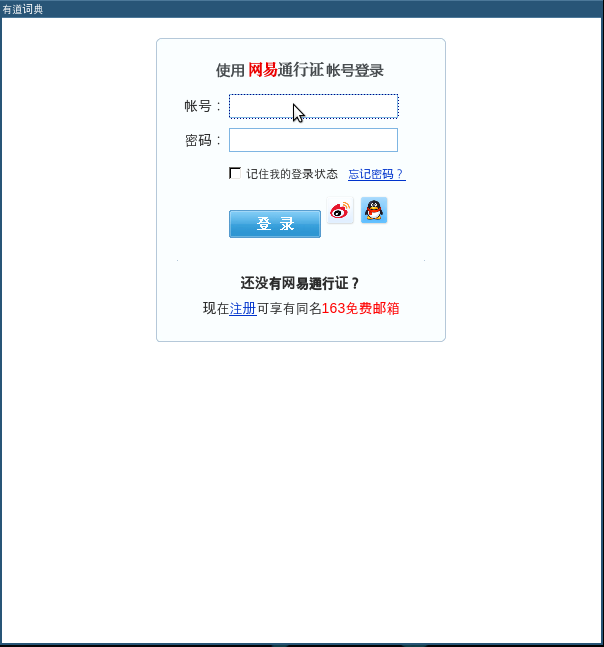 有道词典
使用 网易通行证 帐号登录
帐号：
密码：
记住我的登录状态 忘记密码？
登 录
还没有网易通行证？
现在注册可享有同名163免费邮箱